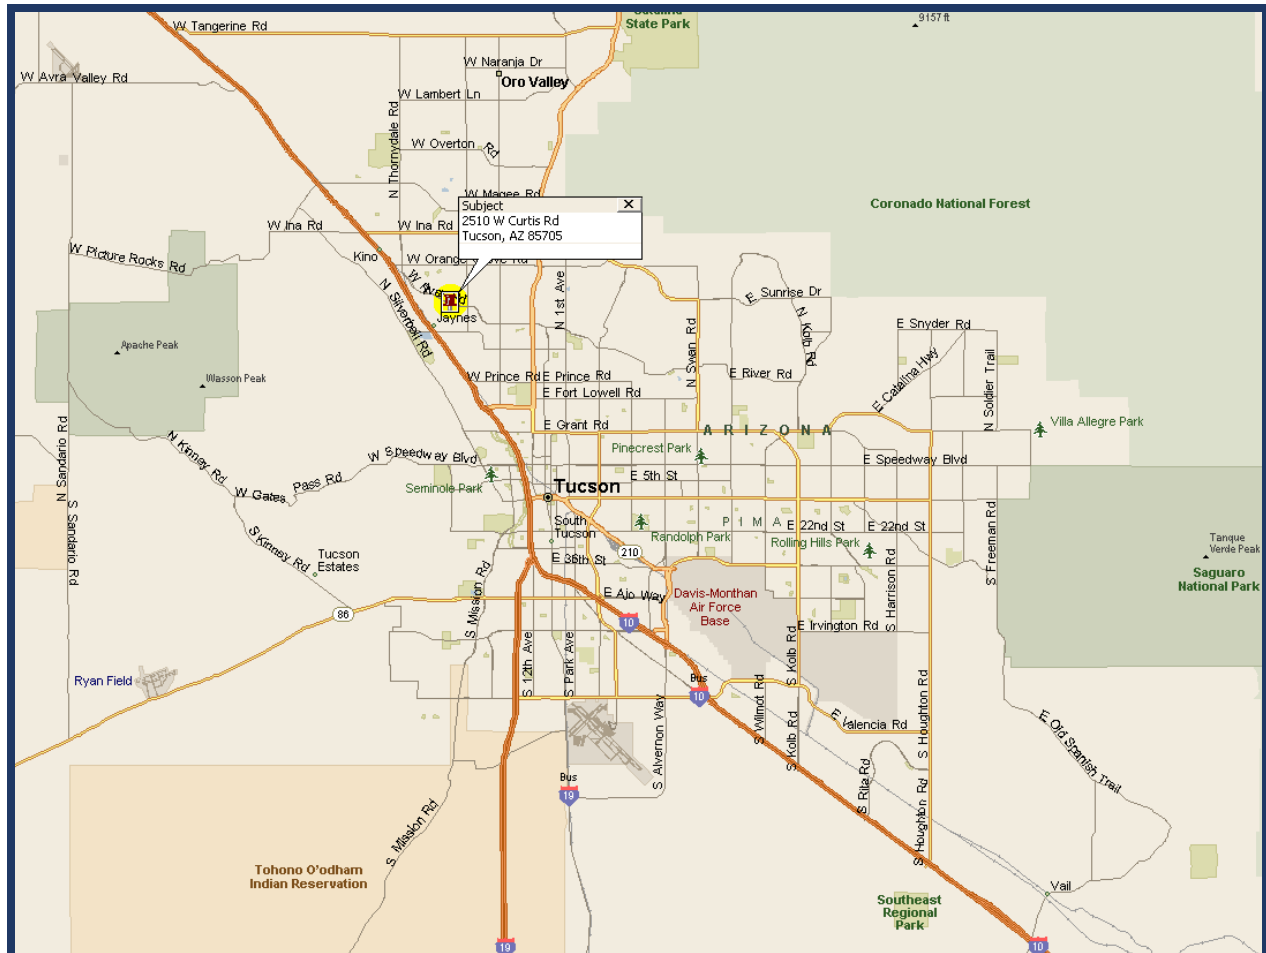 Catalina
State Park
9157 ft
W Tangerine Rd
W Naranja Dr
Oro Valley
W Avra Valley Rd
W Lambert Ln
N Thornydale Rd
W Overton Rd
W Magee Rd
Subject
2510 W Curtis Rd
Tucson, AZ 85705
Coronado National Forest
W Ina Rd
W Ina Rd
Kino
W Picture Rocks Rd
W Orange Grove Rd
N Silverbell Rd
Jaynes
N 1st Ave
E Sunrise Dr
N Kolb Rd
N Swan Rd
E Snyder Rd
E Catalina Hwy
N Soldier Trail
Apache Peak
Wasson Peak
W Prince Rd
E Prince Rd
E River Rd
E Fort Lowell Rd
E Grant Rd
ARIZONA
Villa Allegre Park
N Sandario Rd
N Kinney Rd
W Speedway Blvd
Pinecrest Park
E Speedway Blvd
W Gates Pass Rd
Seminole Park
E 5th St
Tucson
S Sandario Rd
S Kinney Rd
Tucson
Estates
South
Tucson
PIMA
E 22nd St
E 22nd St
Randolph Park
Rolling Hills Park
S Freeman Rd
Tanque
Verde Peak
210
E 36th St
Saguaro
National Park
S Mission Rd
E Ajo Way
Davis-Monthan
Air Force
Base
S Harrison Rd
86
10
E Irvington Rd
S 12th Ave
S Park Ave
S Kolb Rd
Ryan Field
Bus
10
S Wilmot Rd
S Alvernon Way
S Kolb Rd
E Valencia Rd
S Houghton Rd
E Old Spanish Trail
Bus
19
S Rita Rd
S Houghton Rd
S Mission Rd
Tohono O'odham
Indian Reservation
Vail
Southeast
Regional
Park
19
10